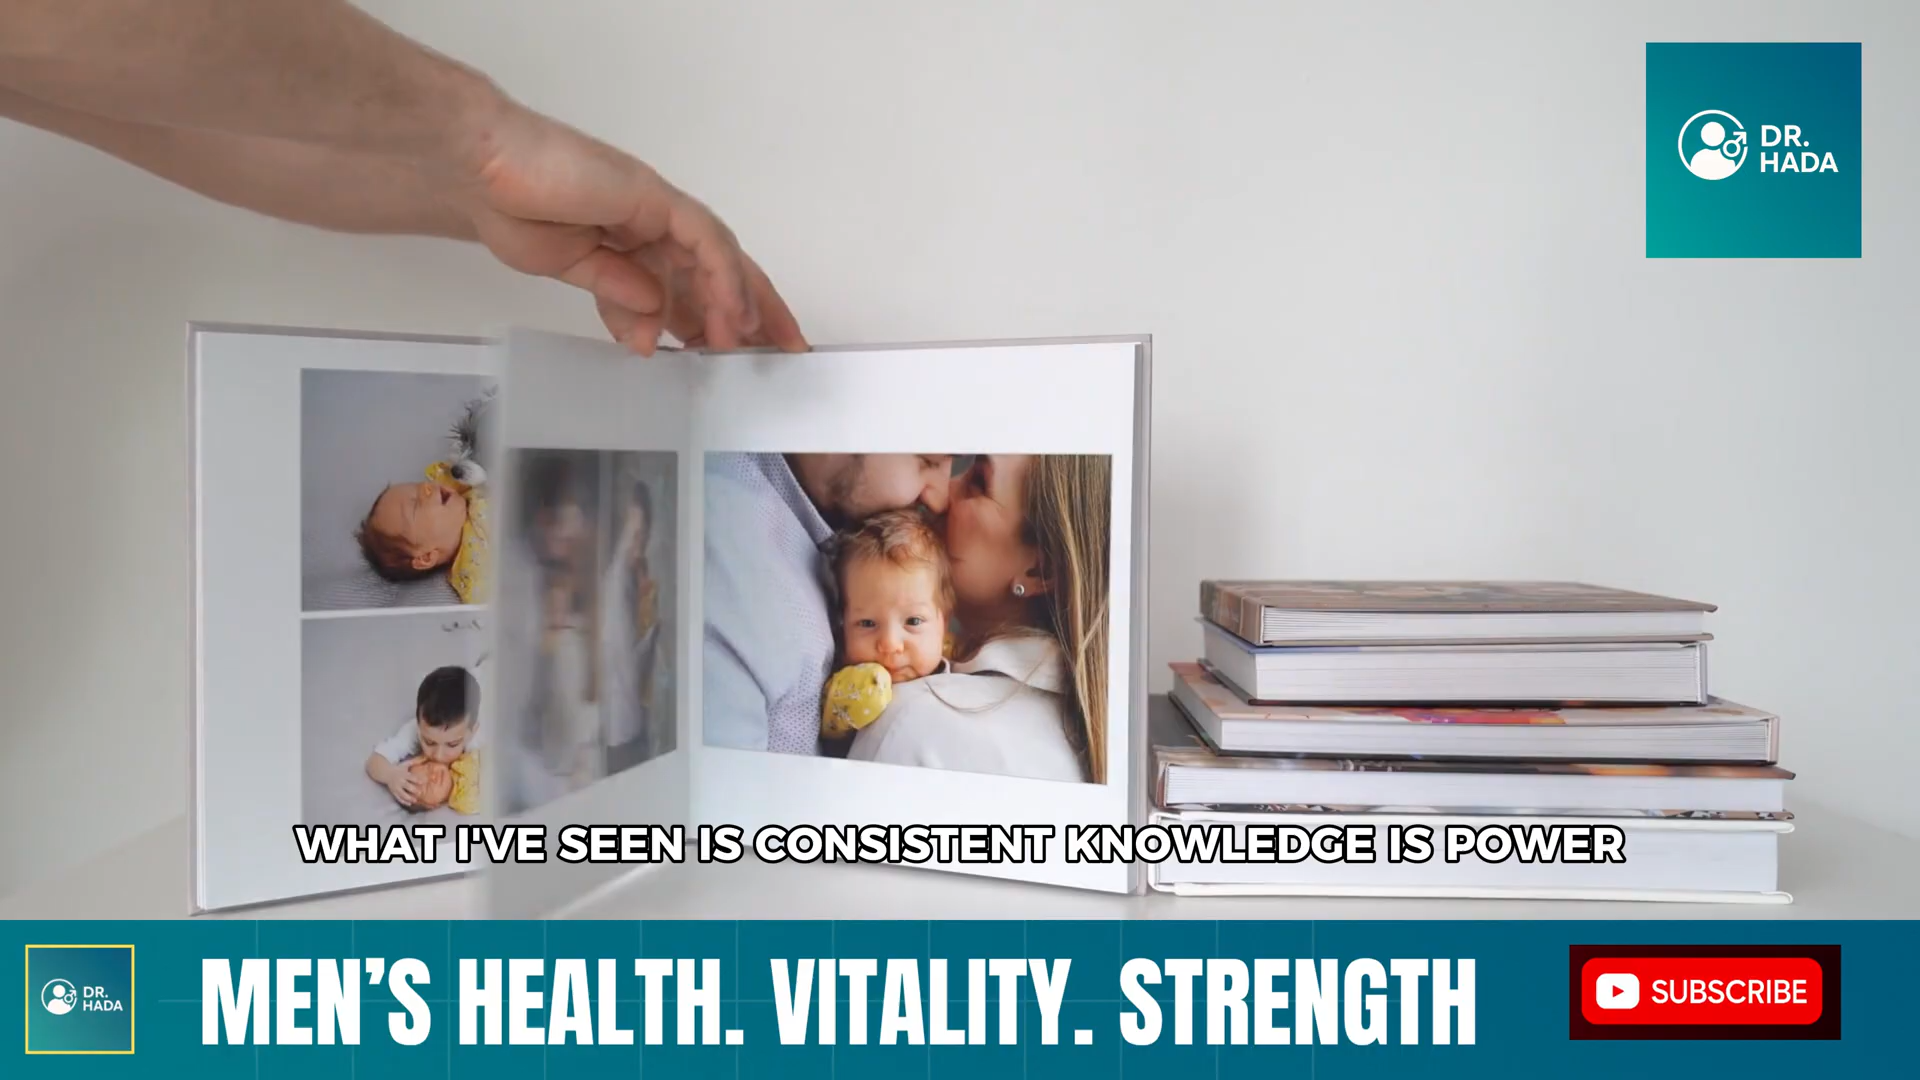 DR.
HADA
WHAT I'VE SEEN IS CONSISTENT KNOWLEDGE IS POWER
DR.
HADA
MEN'S HEALTH. VITALITY. STRENGTH
SUBSCRIBE